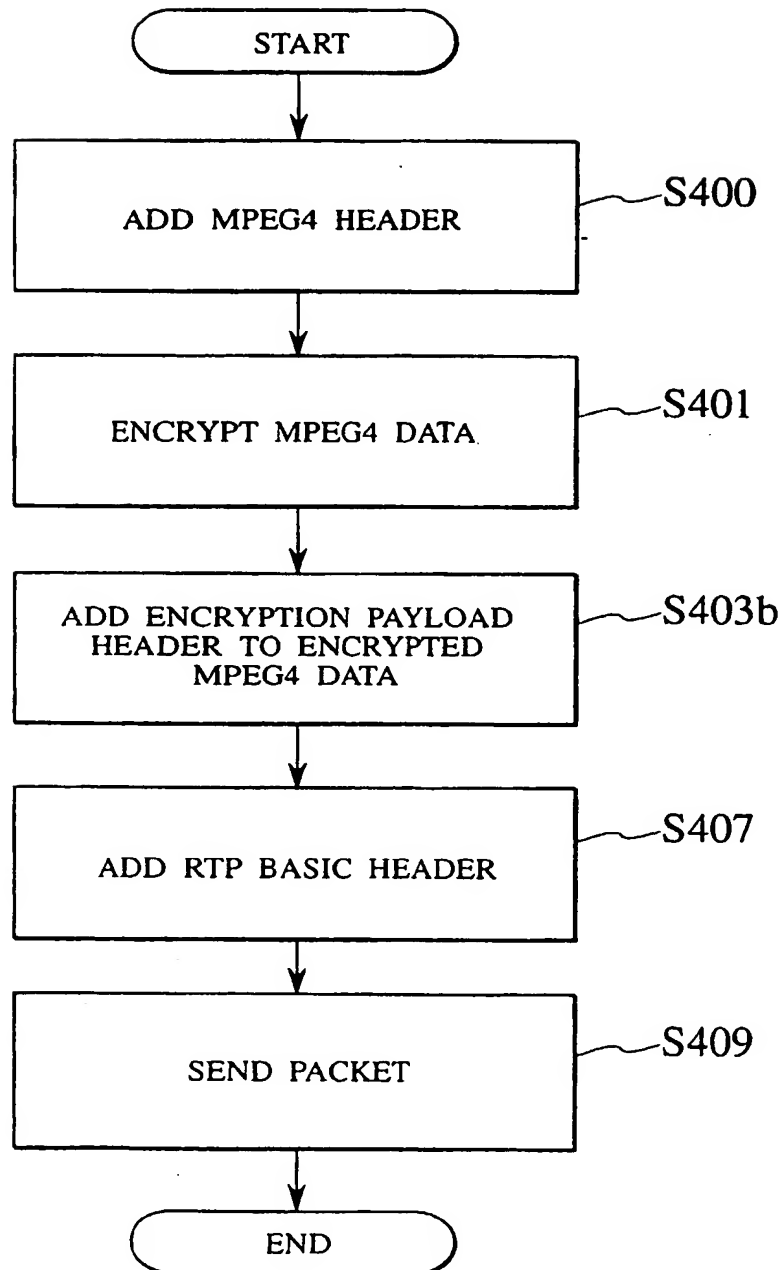 START
ADD MPEG4 HEADER
S400
ENCRYPT MPEG4 DATA
S401
ADD ENCRYPTION PAYLOAD
HEADER TO ENCRYPTED
MPEG4 DATA
S403b
ADD RTP BASIC HEADER
S407
SEND PACKET
S409
END